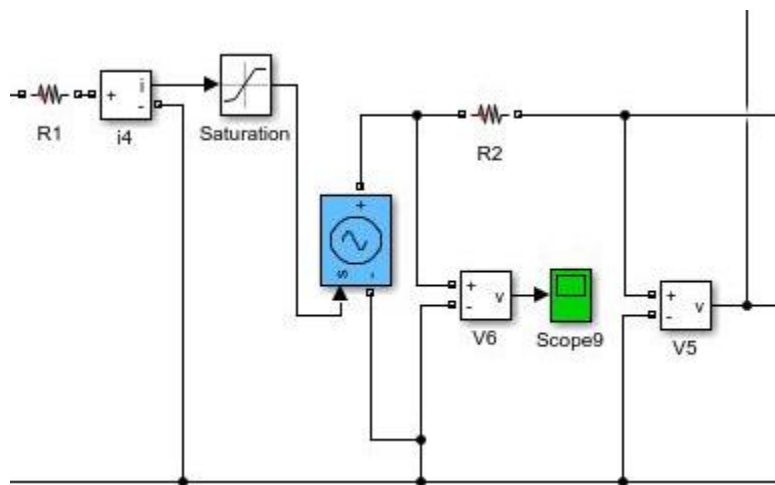 +
i
-
R1
i4
Saturation
R2
+
s
-
+
-
v
V6
Scope9
+
-
v
V5